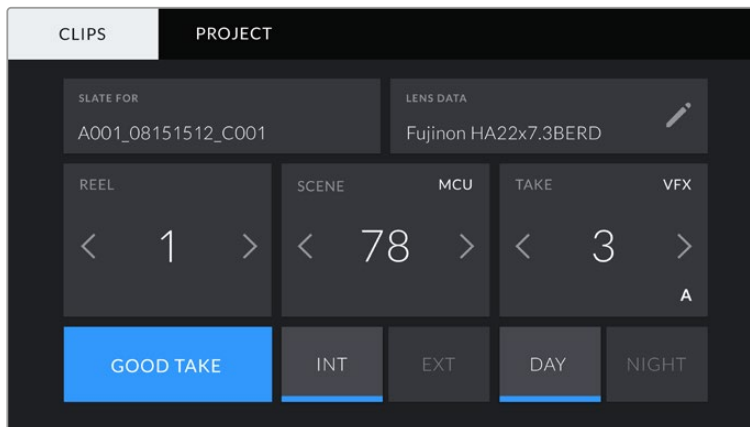 CLIPS PROJECT
SLATE FOR LENS DATA
A001_08151512_C001 Fujinon HA22x7.3BERD
REEL SCENE MCU TAKE VFX
1 78 3
A
GOOD TAKE INT EXT DAY NIGHT